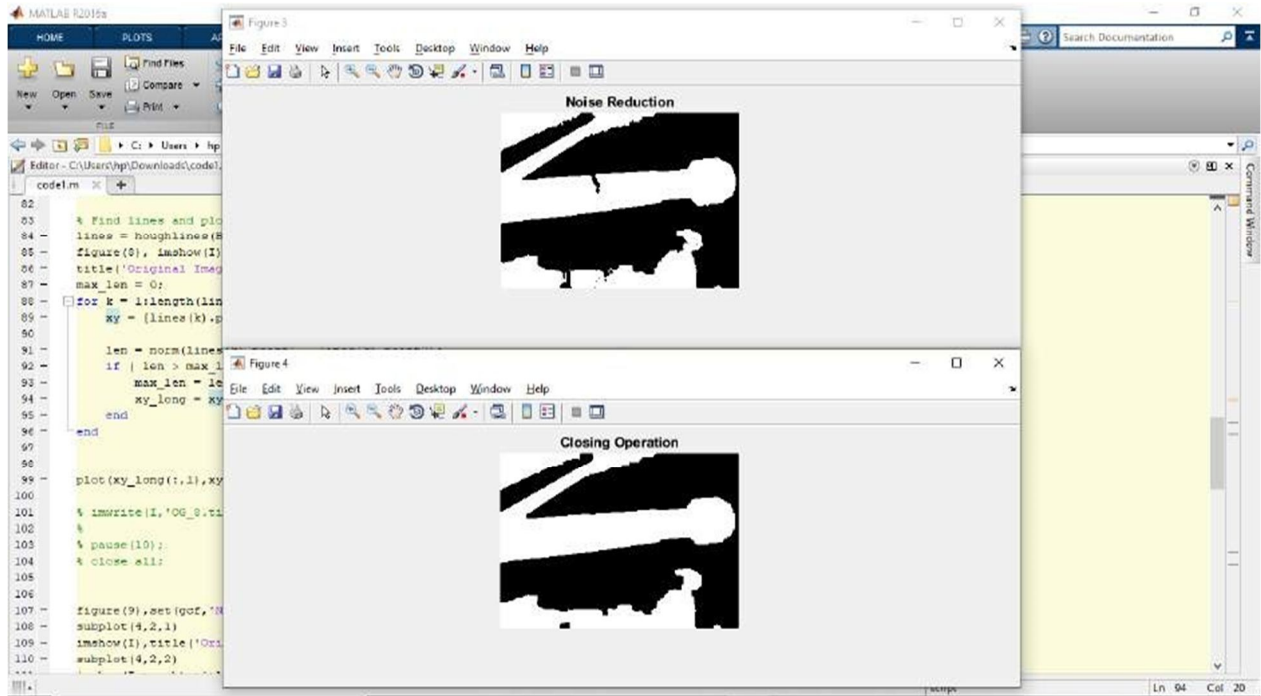 MATLAB R2016a
HOME PLOTS
Search Documentation
New Open Save
Find Files
Compare
Print
FILE
C: Users hp
Editor - C:\Users\hp\Downloads\code1.
code1.m
Command Window
Figure 3
File Edit View Insert Tools Desktop Window Help
Noise Reduction
Figure 4
File Edit View Insert Tools Desktop Window Help
Closing Operation
82
83 % Find lines and plo
84 - lines = houghlines(
85 - figure(8), imshow(I)
86 - title('Original Imag
87 - max_len = 0;
88 - for k = 1:length(lin
89 - xy = [lines(k).p
90
91 - len = norm(lines
92 - if ( len > max_l
93 - max_len = le
94 - xy_long = xy
95 - end
96 - end
97
98
99 - plot(xy_long(:,1),xy
100
101 % imwrite(I,'OG_8.ti
102 %
103 % pause(10);
104 % close all;
105
106
107 - figure(9),set(gcf,'
108 - subplot(4,2,1)
109 - imshow(I),title('Ori
110 - subplot(4,2,2)
script
Ln 94 Col 20